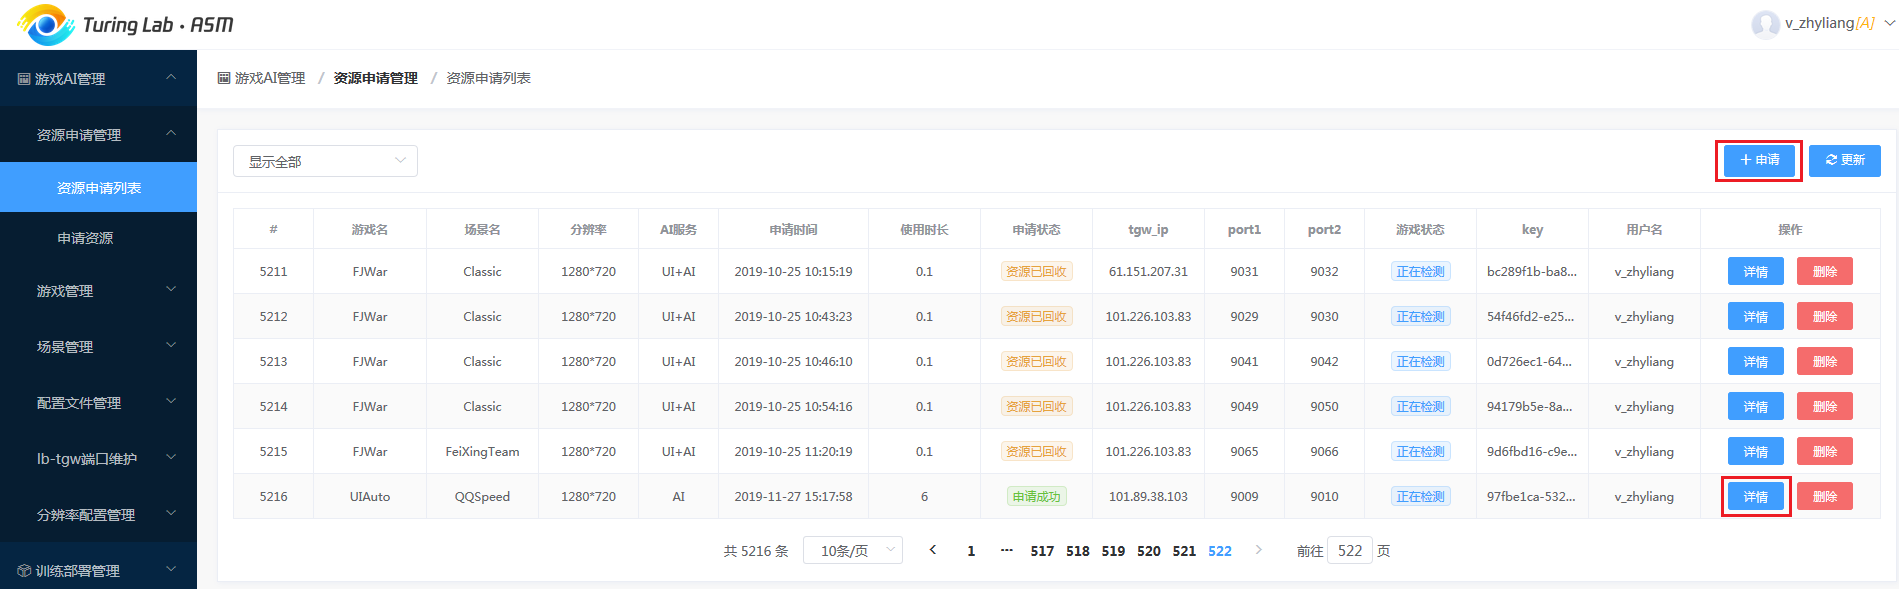 Turing Lab · ASM
v_zhyliang[A]
游戏AI管理
资源申请管理
资源申请列表
申请资源
游戏管理
场景管理
配置文件管理
lb-tgw端口维护
分辨率配置管理
训练部署管理
游戏AI管理 / 资源申请管理 / 资源申请列表
显示全部
+ 申请
更新
# 游戏名 场景名 分辨率 AI服务 申请时间 使用时长 申请状态 tgw_ip port1 port2 游戏状态 key 用户名 操作
5211 FJWar Classic 1280*720 UI+AI 2019-10-25 10:15:19 0.1 资源已回收 61.151.207.31 9031 9032 正在检测 bc289f1b-ba8... v_zhyliang 详情 删除
5212 FJWar Classic 1280*720 UI+AI 2019-10-25 10:43:23 0.1 资源已回收 101.226.103.83 9029 9030 正在检测 54f46fd2-e25... v_zhyliang 详情 删除
5213 FJWar Classic 1280*720 UI+AI 2019-10-25 10:46:10 0.1 资源已回收 101.226.103.83 9041 9042 正在检测 0d726ec1-64... v_zhyliang 详情 删除
5214 FJWar Classic 1280*720 UI+AI 2019-10-25 10:54:16 0.1 资源已回收 101.226.103.83 9049 9050 正在检测 94179b5e-8a... v_zhyliang 详情 删除
5215 FJWar FeiXingTeam 1280*720 UI+AI 2019-10-25 11:20:19 0.1 资源已回收 101.226.103.83 9065 9066 正在检测 9d6fbd16-c9e... v_zhyliang 详情 删除
5216 UIAuto QQSpeed 1280*720 AI 2019-11-27 15:17:58 6 申请成功 101.89.38.103 9009 9010 正在检测 97fbe1ca-532... v_zhyliang 详情 删除
共 5216 条 10条/页 < 1 ... 517 518 519 520 521 522 > 前往 522 页